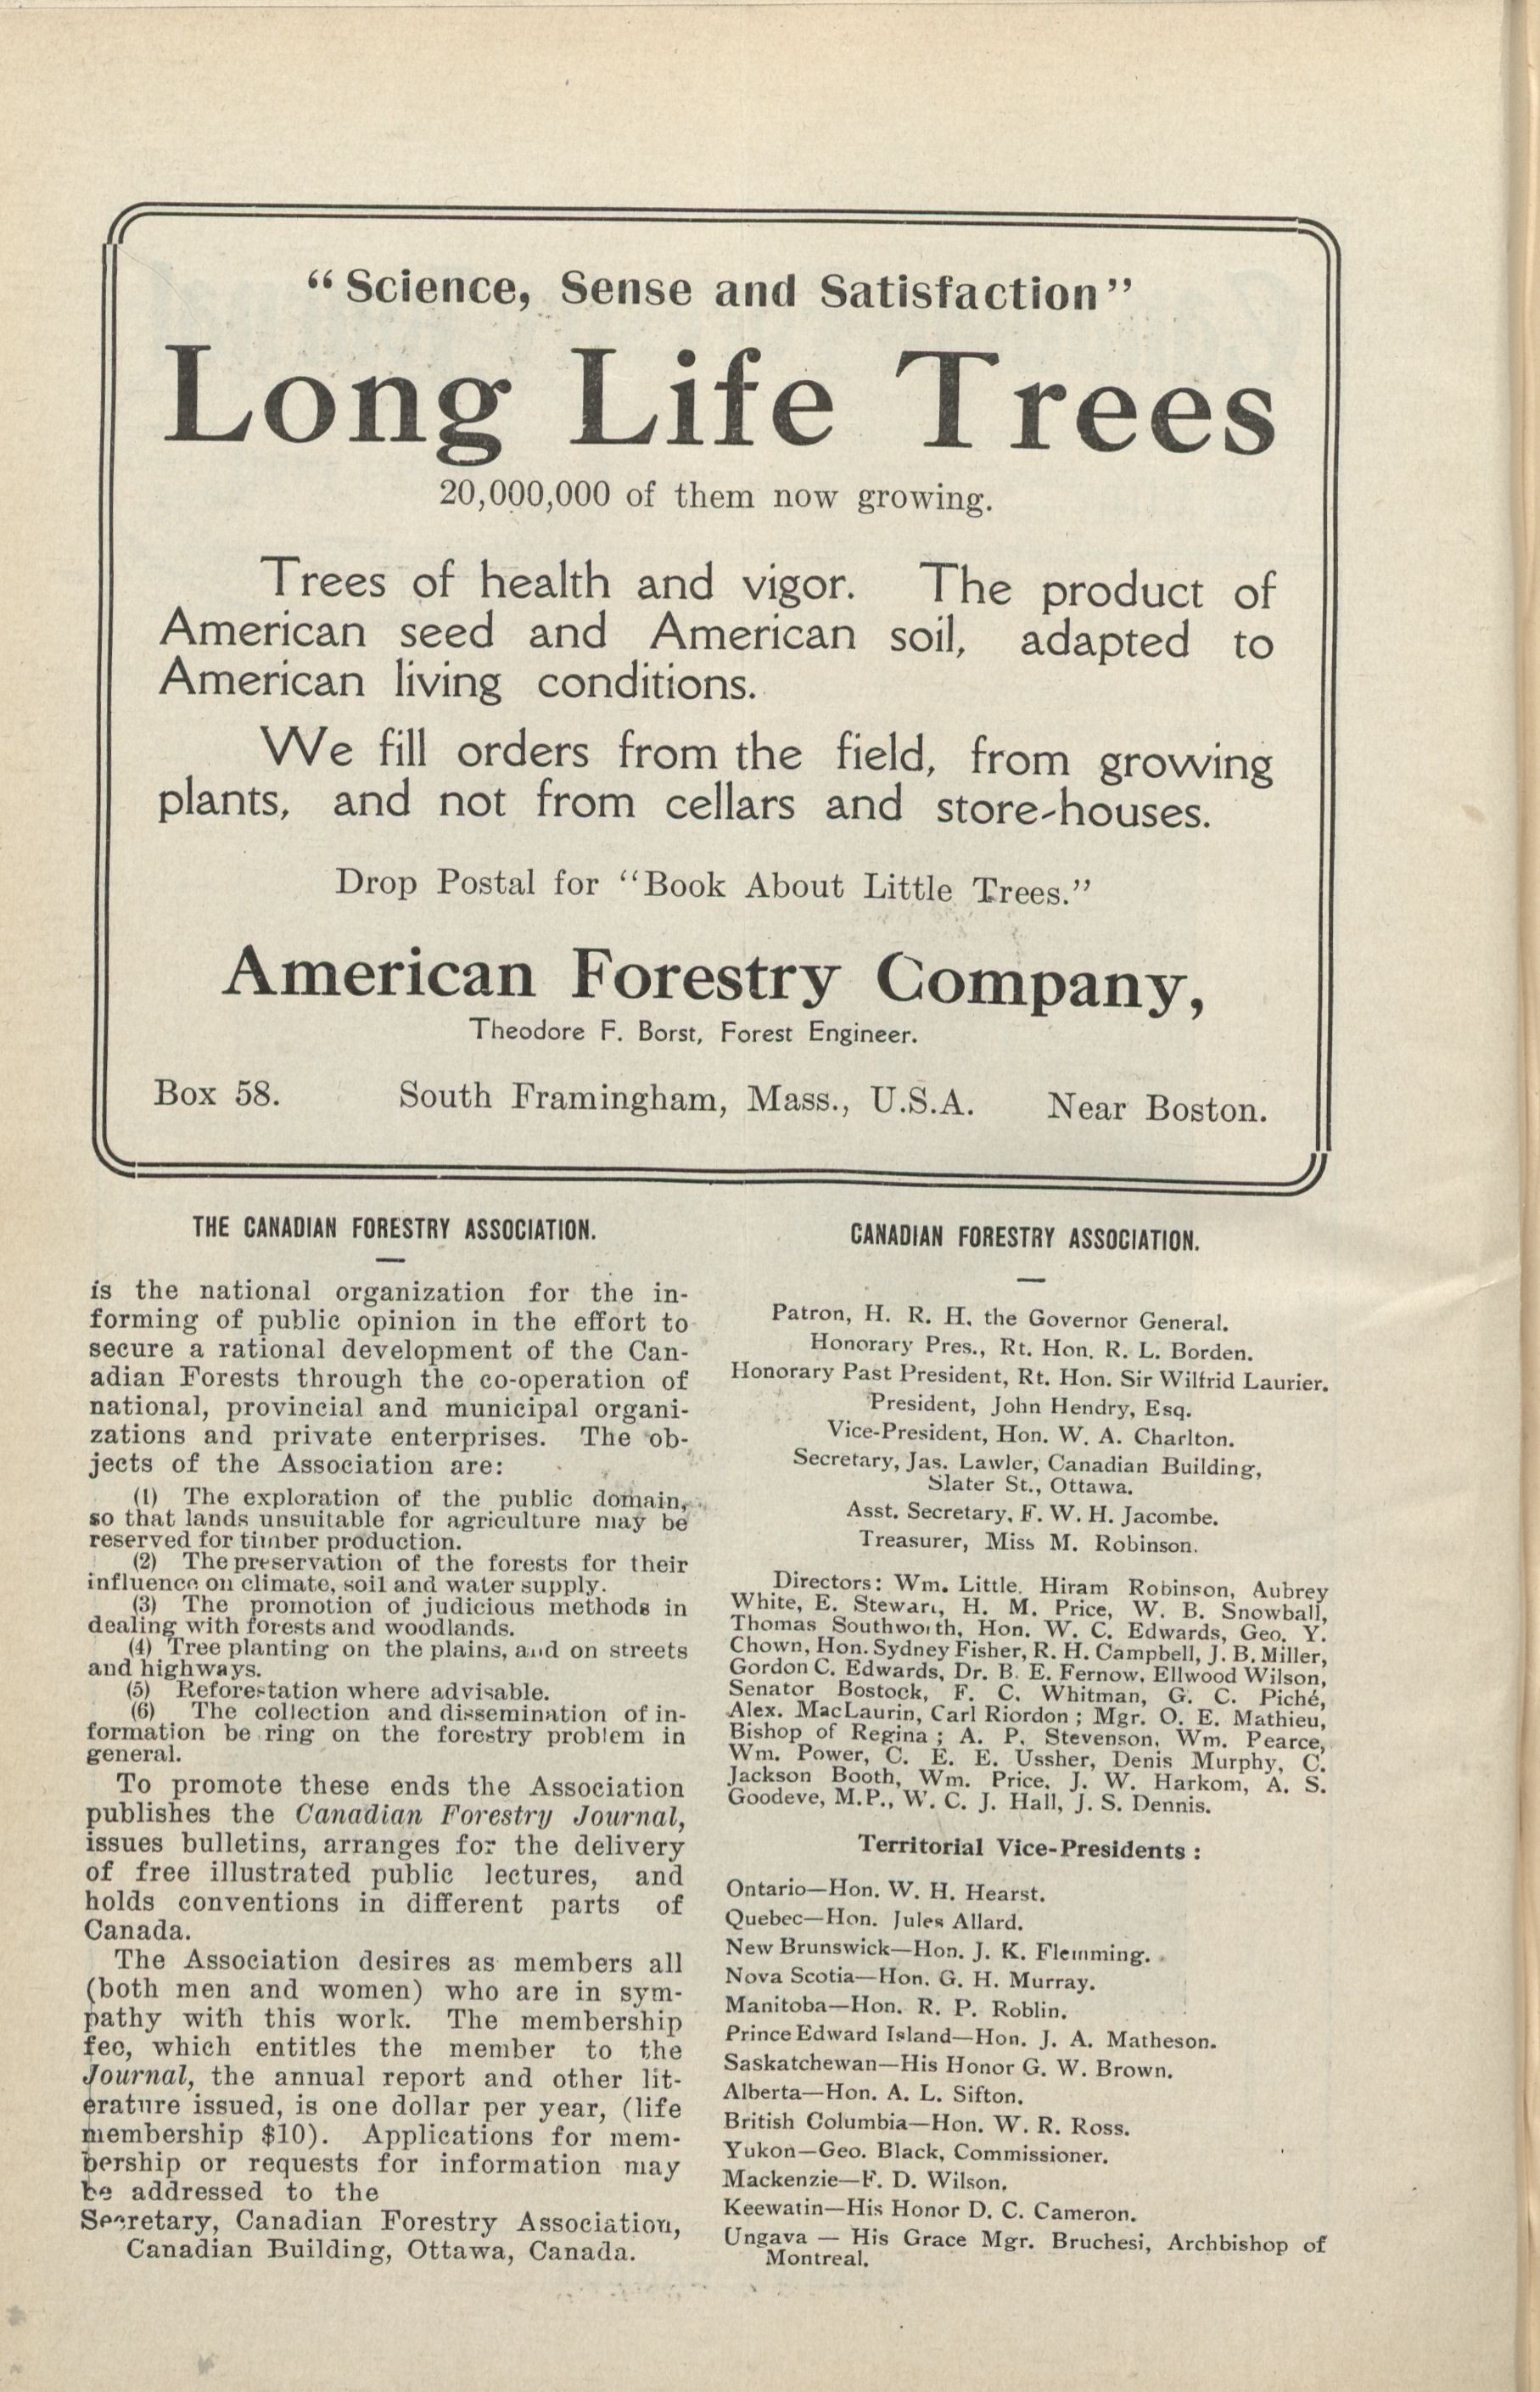 “Science, Sense and Satisfaction”
Long Life Trees
20,000,000 of them now growing.
Trees of health and vigor. The product of
American seed and American soil, adapted to
American living conditions.
We fill orders from the field, from growing
plants, and not from cellars and store-houses.
Drop Postal for “Book About Little Trees.”
American Forestry Company,
Theodore F. Borst, Forest Engineer.
Box 58. South Framingham, Mass., U.S.A. Near Boston.
THE CANADIAN FORESTRY ASSOCIATION.
is the national organization for the in-
forming of public opinion in the effort to
secure a rational development of the Can-
adian Forests through the co-operation of
national, provincial and municipal organi-
zations and private enterprises. The ob-
jects of the Association are:
(1) The exploration of the public domain,
so that lands unsuitable for agriculture may be
reserved for timber production.
(2) The preservation of the forests for their
influence on climate, soil and water supply.
(3) The promotion of judicious methods in
dealing with forests and woodlands.
(4) Tree planting on the plains, and on streets
and highways.
(5) Reforestation where advisable.
(6) The collection and dissemination of in-
formation be ring on the forestry problem in
general.
To promote these ends the Association
publishes the Canadian Forestry Journal,
issues bulletins, arranges for the delivery
of free illustrated public lectures, and
holds conventions in different parts of
Canada.
The Association desires as members all
(both men and women) who are in sym-
pathy with this work. The membership
fee, which entitles the member to the
Journal, the annual report and other lit-
erature issued, is one dollar per year, (life
membership $10). Applications for mem-
bership or requests for information may
be addressed to the
Secretary, Canadian Forestry Association,
Canadian Building, Ottawa, Canada.
CANADIAN FORESTRY ASSOCIATION.
Patron, H. R. H. the Governor General.
Honorary Pres., Rt. Hon. R. L. Borden.
Honorary Past President, Rt. Hon. Sir Wilfrid Laurier.
President, John Hendry, Esq.
Vice-President, Hon. W. A. Charlton.
Secretary, Jas. Lawler, Canadian Building,
Slater St., Ottawa.
Asst. Secretary, F. W. H. Jacombe.
Treasurer, Miss M. Robinson.
Directors: Wm. Little, Hiram Robinson, Aubrey
White, E. Stewart, H. M. Price, W. B. Snowball,
Thomas Southworth, Hon. W. C. Edwards, Geo. Y.
Chown, Hon. Sydney Fisher, R. H. Campbell, J. B. Miller,
Gordon C. Edwards, Dr. B. E. Fernow, Ellwood Wilson,
Senator Bostock, F. C. Whitman, G. C. Piché,
Alex. MacLaurin, Carl Riordon; Mgr. O. E. Mathieu,
Bishop of Regina; A. P. Stevenson, Wm. Pearce,
Wm. Power, C. E. E. Ussher, Denis Murphy, C.
Jackson Booth, Wm. Price, J. W. Harkom, A. S.
Goodeve, M.P., W. C. J. Hall, J. S. Dennis.
Territorial Vice-Presidents:
Ontario—Hon. W. H. Hearst.
Quebec—Hon. Jules Allard.
New Brunswick—Hon. J. K. Flemming.
Nova Scotia—Hon. G. H. Murray.
Manitoba—Hon. R. P. Roblin.
Prince Edward Island—Hon. J. A. Matheson.
Saskatchewan—His Honor G. W. Brown.
Alberta—Hon. A. L. Sifton.
British Columbia—Hon. W. R. Ross.
Yukon—Geo. Black, Commissioner.
Mackenzie—F. D. Wilson.
Keewatin—His Honor D. C. Cameron.
Ungava — His Grace Mgr. Bruchesi, Archbishop of
Montreal.